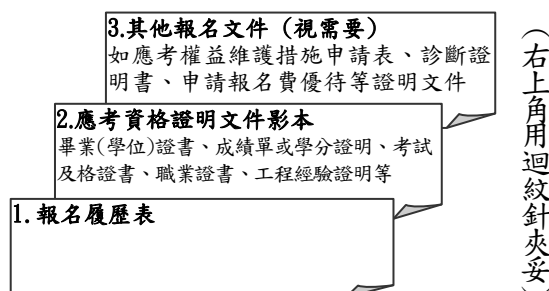 3.其他報名文件（視需要）
如應考權益維護措施申請表、診斷證
明書、申請報名費優待等證明文件
2.應考資格證明文件影本
畢業(學位)證書、成績單或學分證明、考試
及格證書、職業證書、工程經驗證明等
1.報名履歷表
（右上角用迴紋針夾妥）